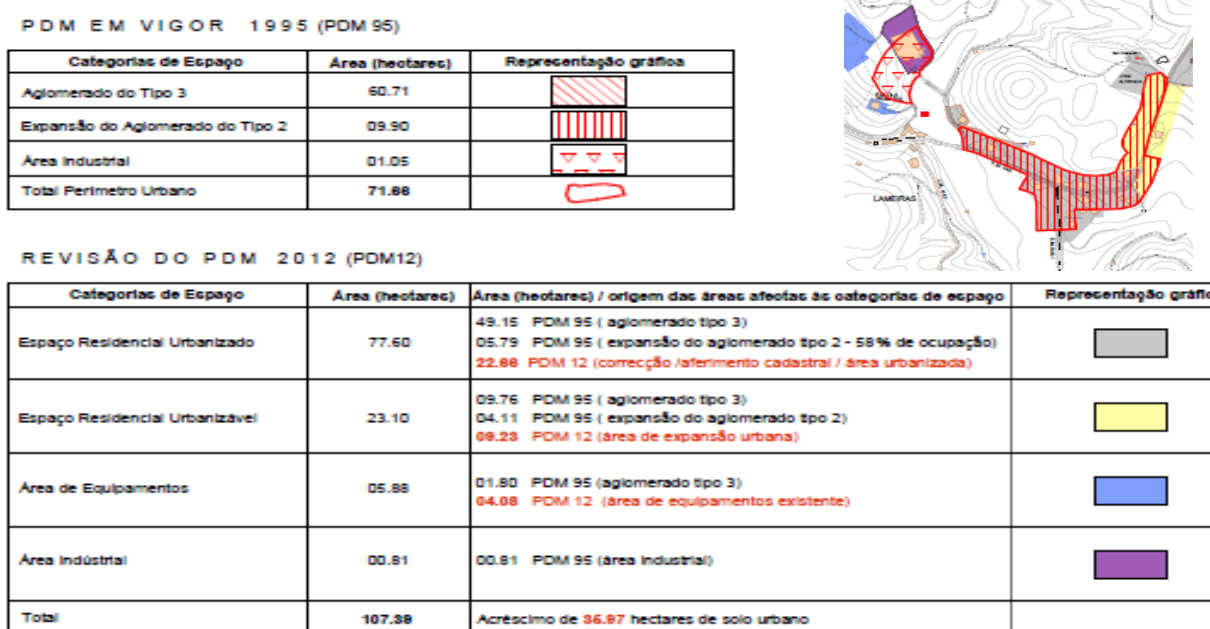 PDM EM VIGOR 1995 (PDM 95)
Categorias de Espaço Área (hectares) Representação gráfica
Aglomerado do Tipo 3 60.71
Expansão do Aglomerado do Tipo 2 09.90
Área Industrial 01.05
Total Perímetro Urbano 71.66
LAMEIRAS
REVISÃO DO PDM 2012 (PDM12)
Categorias de Espaço Área (hectares) Área (hectares) / origem das áreas afectas às categorias de espaço Representação gráfic
49.15 PDM 95 ( aglomerado tipo 3)
Espaço Residencial Urbanizado 77.60 05.79 PDM 95 ( expansão do aglomerado tipo 2 - 58% de ocupação)
22.66 PDM 12 (correcção /aferimento cadastral / área urbanizada)
09.76 PDM 95 ( aglomerado tipo 3)
Espaço Residencial Urbanizável 23.10 04.11 PDM 95 ( expansão do aglomerado tipo 2)
09.23 PDM 12 (área de expansão urbana)
Área de Equipamentos 05.88 01.80 PDM 95 (aglomerado tipo 3)
04.08 PDM 12 (área de equipamentos existente)
Área Indústrial 00.81 00.81 PDM 95 (área industrial)
Total 107.39 Acréscimo de 35.97 hectares de solo urbano